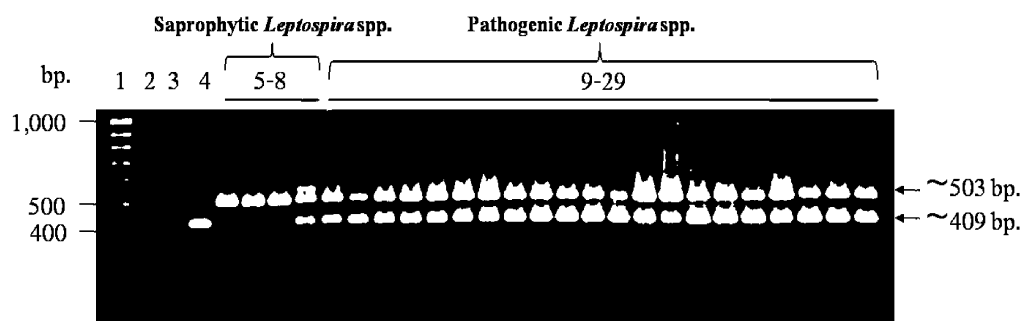 Saprophytic Leptospira spp. Pathogenic Leptospira spp.
bp. 1 2 3 4 5-8 9-29
1,000
500
400
~503 bp.
~409 bp.